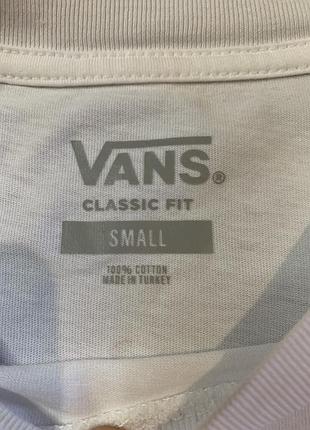 VANS®
CLASSIC FIT
SMALL
100% COTTON
MADE IN TURKEY